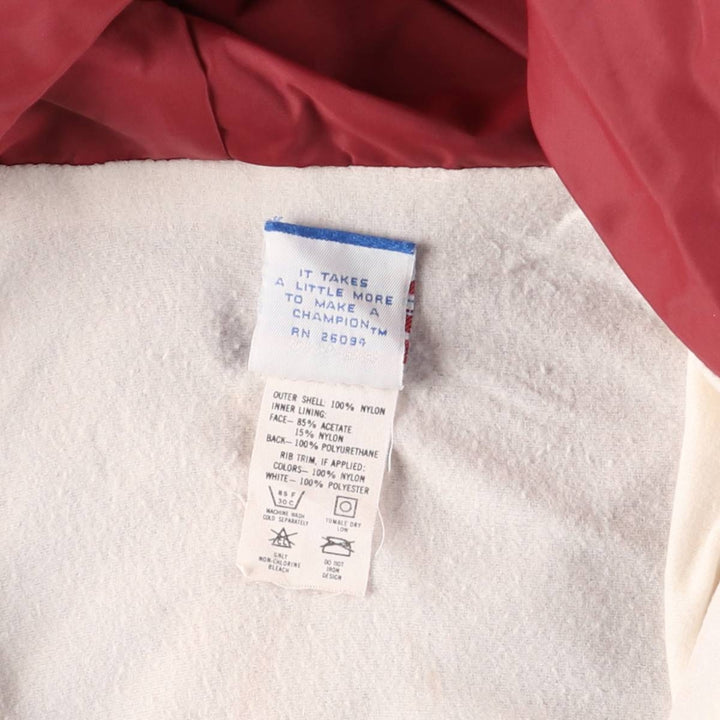 IT TAKES
A LITTLE MORE
TO MAKE A
CHAMPION™
RN 26094
OUTER SHELL: 100% NYLON
INNER LINING:
FACE— 85% ACETATE
15% NYLON
BACK— 100% POLYURETHANE
RIB TRIM, IF APPLIED:
COLORS— 100% NYLON
WHITE— 100% POLYESTER
85 F
30 C
MACHINE WASH
COLD SEPARATELY
TUMBLE DRY
LOW
ONLY
NON-CHLORINE
BLEACH
DO NOT
IRON
DESIGN